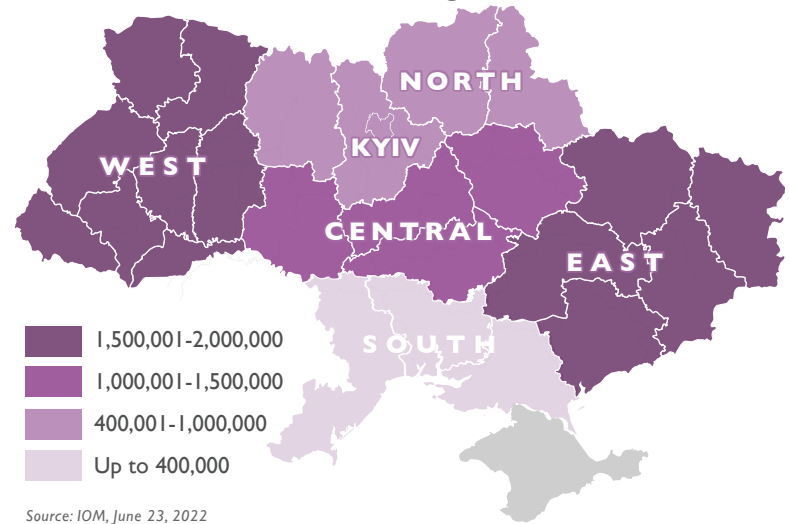 NORTH
KYIV
WEST
CENTRAL
EAST
SOUTH
1,500,001-2,000,000
1,000,001-1,500,000
400,001-1,000,000
Up to 400,000
Source: IOM, June 23, 2022